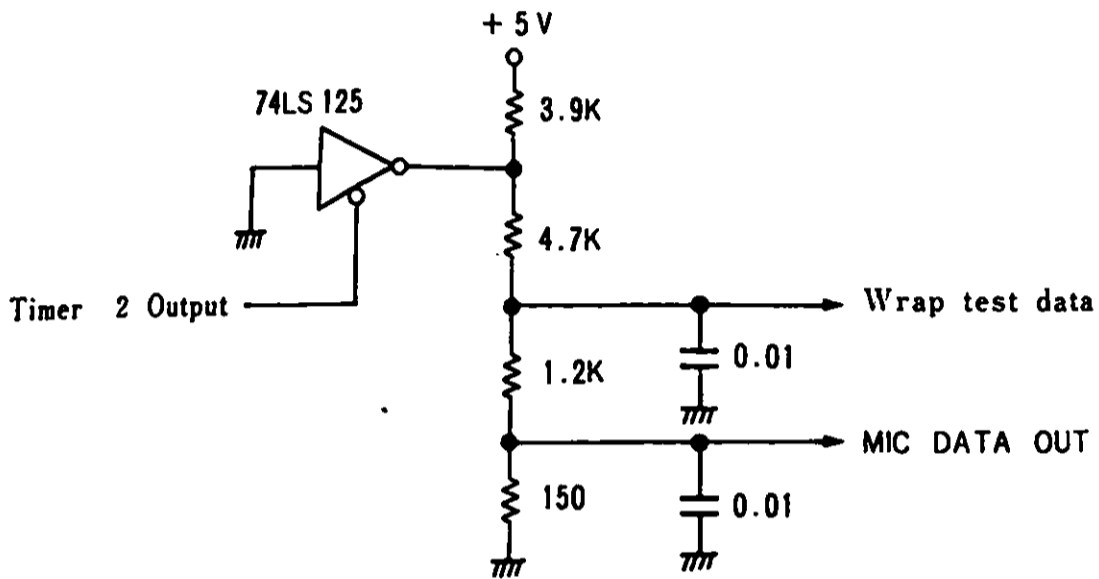 + 5V
3.9K
74LS 125
4.7K
Timer 2 Output
Wrap test data
0.01
1.2K
MIC DATA OUT
150
0.01